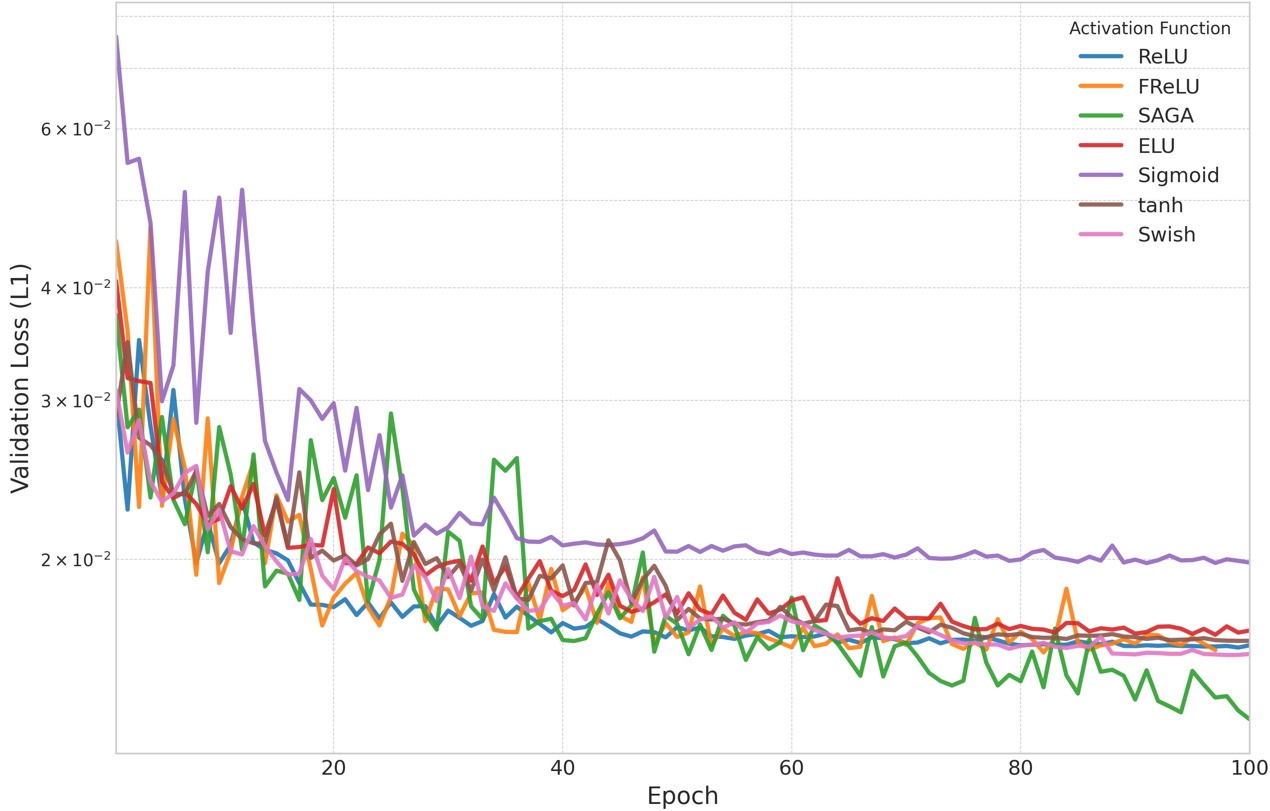 Activation Function
ReLU
FReLU
SAGA
ELU
Sigmoid
tanh
Swish
Validation Loss (L1)
6 × 10⁻²
4 × 10⁻²
3 × 10⁻²
2 × 10⁻²
20 40 60 80 100
Epoch